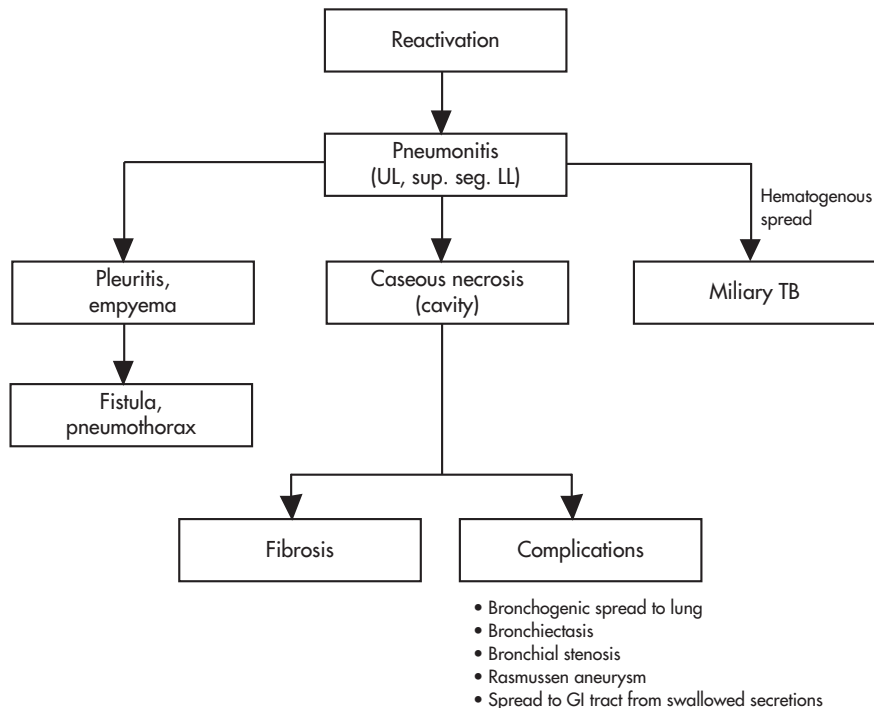 Reactivation
Pneumonitis
(UL, sup. seg. LL)
Hematogenous
spread
Pleuritis,
empyema
Caseous necrosis
(cavity)
Miliary TB
Fistula,
pneumothorax
Fibrosis
Complications
• Bronchogenic spread to lung
• Bronchiectasis
• Bronchial stenosis
• Rasmussen aneurysm
• Spread to GI tract from swallowed secretions